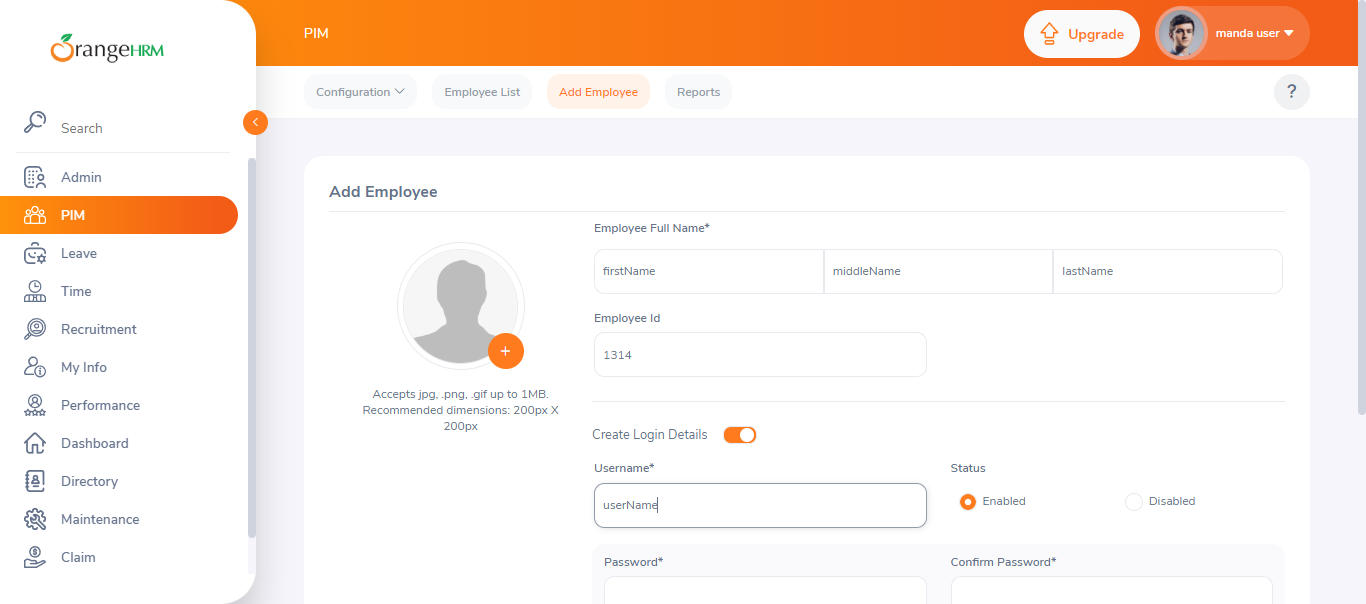 OrangeHRM
PIM
Upgrade
manda user
Configuration
Employee List
Add Employee
Reports
?
Search
Admin
PIM
Leave
Time
Recruitment
My Info
Performance
Dashboard
Directory
Maintenance
Claim
Add Employee
Accepts jpg, .png, .gif up to 1MB.
Recommended dimensions: 200px X
200px
Employee Full Name*
firstName
middleName
lastName
Employee Id
1314
Create Login Details
Username*
userName
Status
Enabled
Disabled
Password*
Confirm Password*